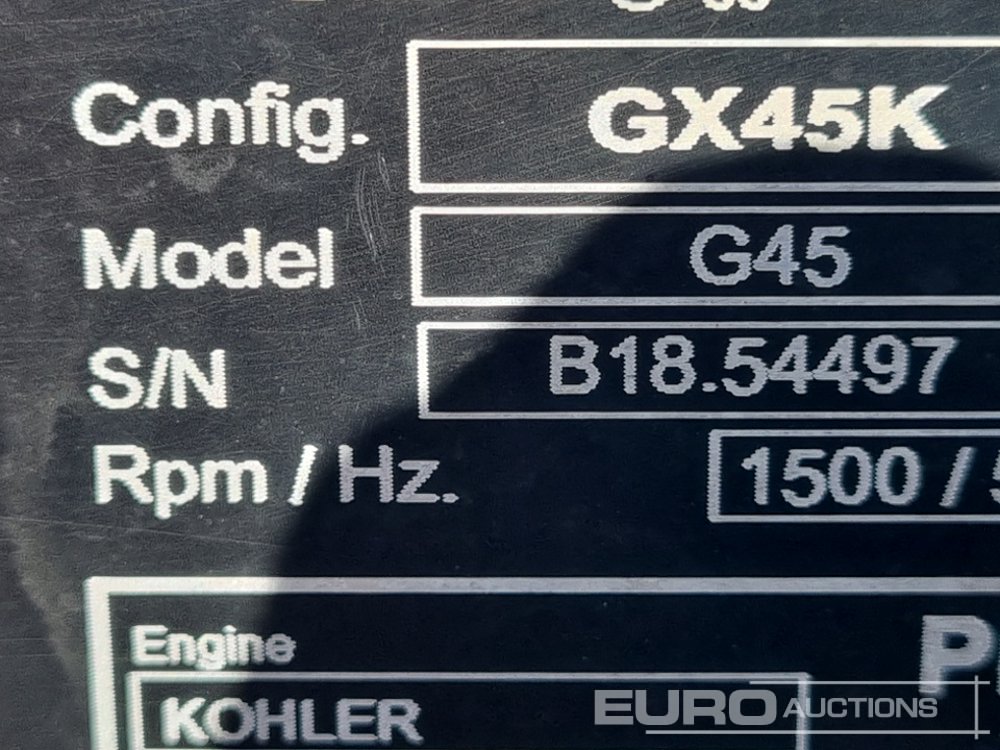 Config. GX45K
Model G45
S/N B18.54497
Rpm / Hz. 1500 /
Engine
KOHLER
EURO AUCTIONS